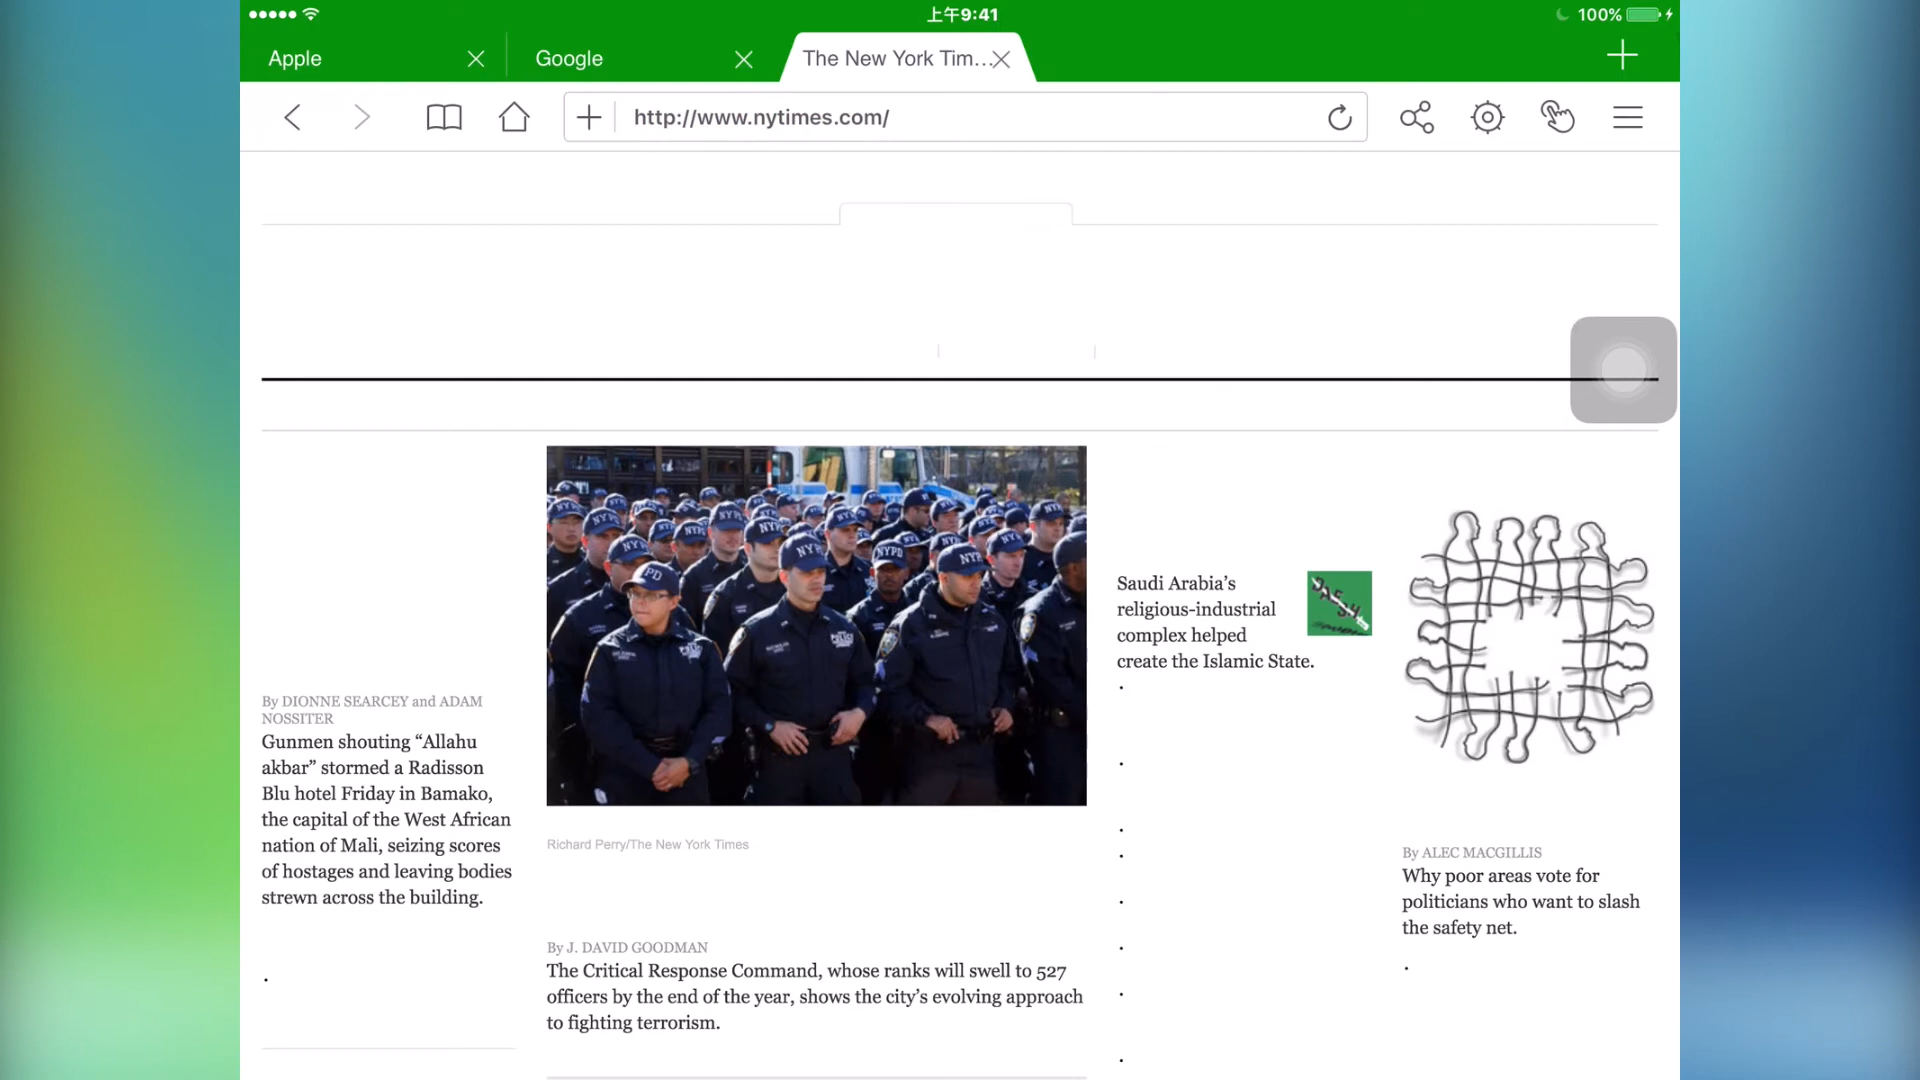 上午9:41
100%
Apple
Google
The New York Tim...
http://www.nytimes.com/
NYPD
PD
POLICE
Saudi Arabia’s
religious-industrial
complex helped
create the Islamic State.
By DIONNE SEARCEY and ADAM
NOSSITER
Gunmen shouting “Allahu
akbar” stormed a Radisson
Blu hotel Friday in Bamako,
the capital of the West African
nation of Mali, seizing scores
of hostages and leaving bodies
strewn across the building.
Richard Perry/The New York Times
By J. DAVID GOODMAN
The Critical Response Command, whose ranks will swell to 527
officers by the end of the year, shows the city’s evolving approach
to fighting terrorism.
By ALEC MACGILLIS
Why poor areas vote for
politicians who want to slash
the safety net.